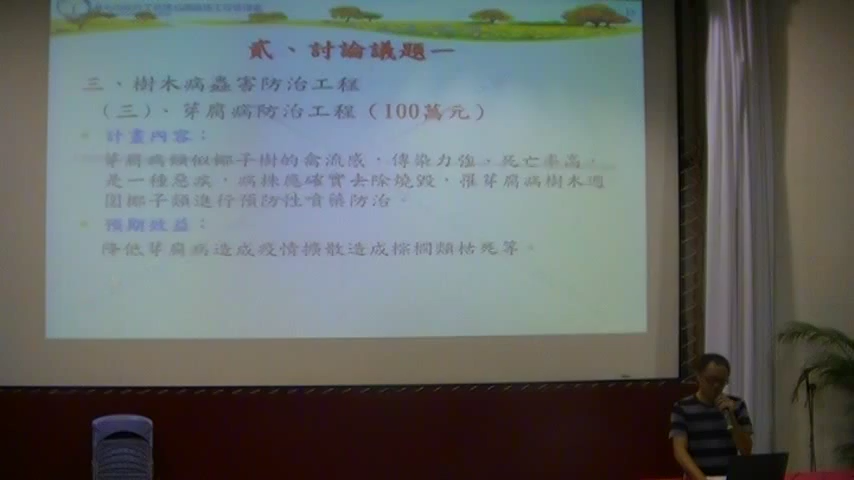 貳、討論議題一
三、樹木病蟲害防治工程
（三）、芽腐病防治工程（100萬元）
計畫內容：
芽腐病類似椰子樹的禽流感，傳染力強、死亡率高，
是一種惡疾，病株應確實去除燒毀，罹芽腐病樹木週
圍椰子類進行預防性噴藥防治。
預期效益：
降低芽腐病造成疫情擴散造成棕櫚類枯死等。